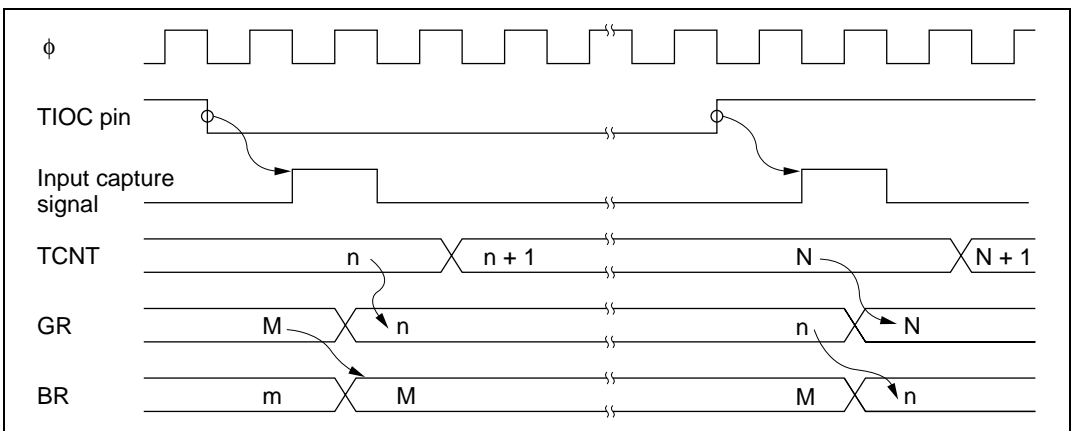 ϕ
TIOC pin
Input capture
signal
TCNT n n + 1 N N + 1
GR M n n N
BR m M M n